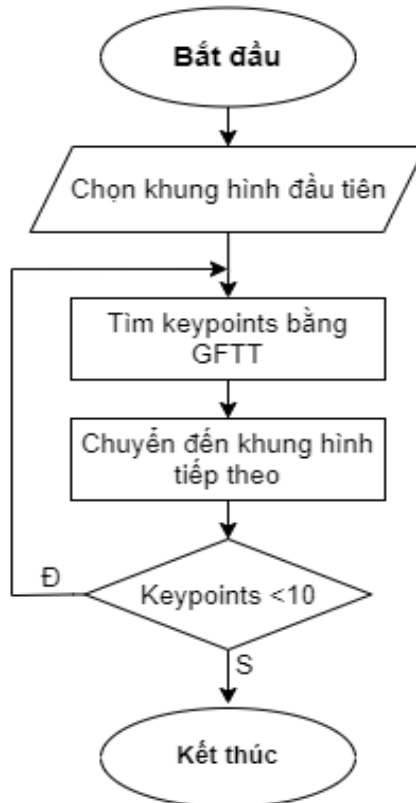 Bắt đầu
Chọn khung hình đầu tiên
Tìm keypoints bằng
GFTT
Chuyển đến khung hình
tiếp theo
Đ
Keypoints <10
S
Kết thúc